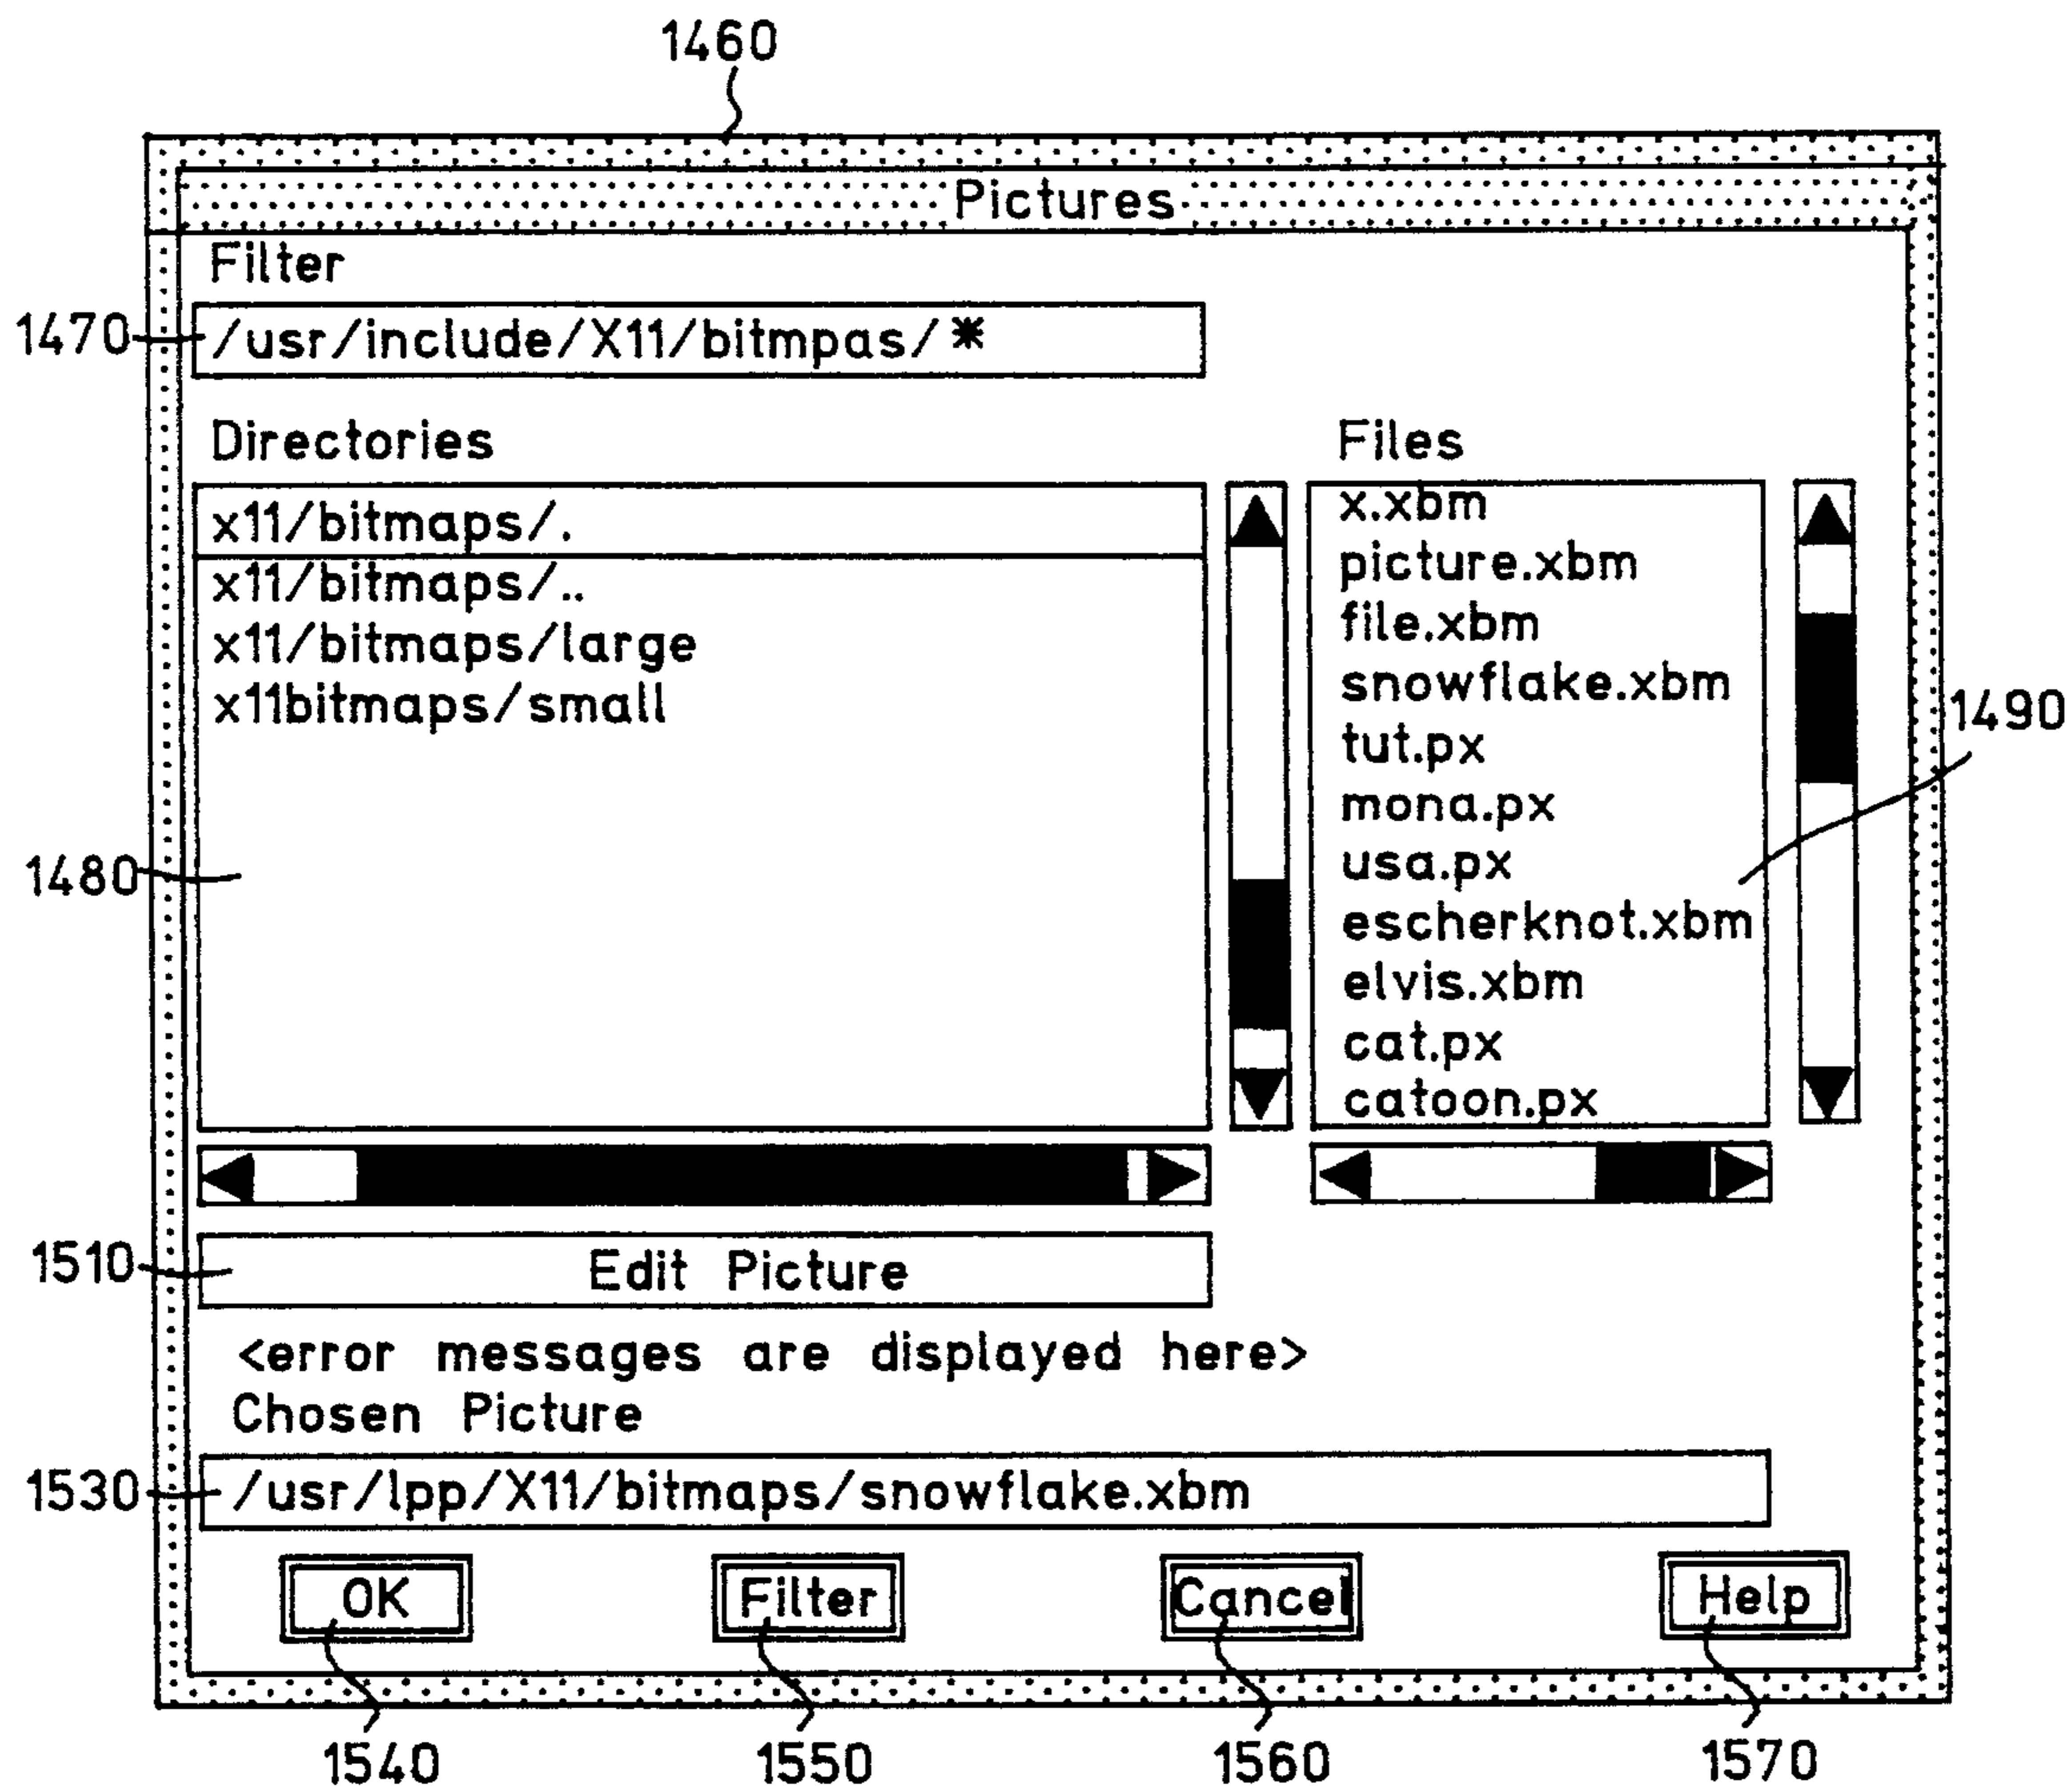 1460
Pictures
Filter
1470
/usr/include/X11/bitmpas/*
Directories
x11/bitmaps/.
x11/bitmaps/..
x11/bitmaps/large
x11bitmaps/small
1480
Files
x.xbm
picture.xbm
file.xbm
snowflake.xbm
tut.px
mona.px
usa.px
escherknot.xbm
elvis.xbm
cat.px
catoon.px
1490
1510
Edit Picture
<error messages are displayed here>
Chosen Picture
1530
/usr/lpp/X11/bitmaps/snowflake.xbm
OK
Filter
Cancel
Help
1540
1550
1560
1570